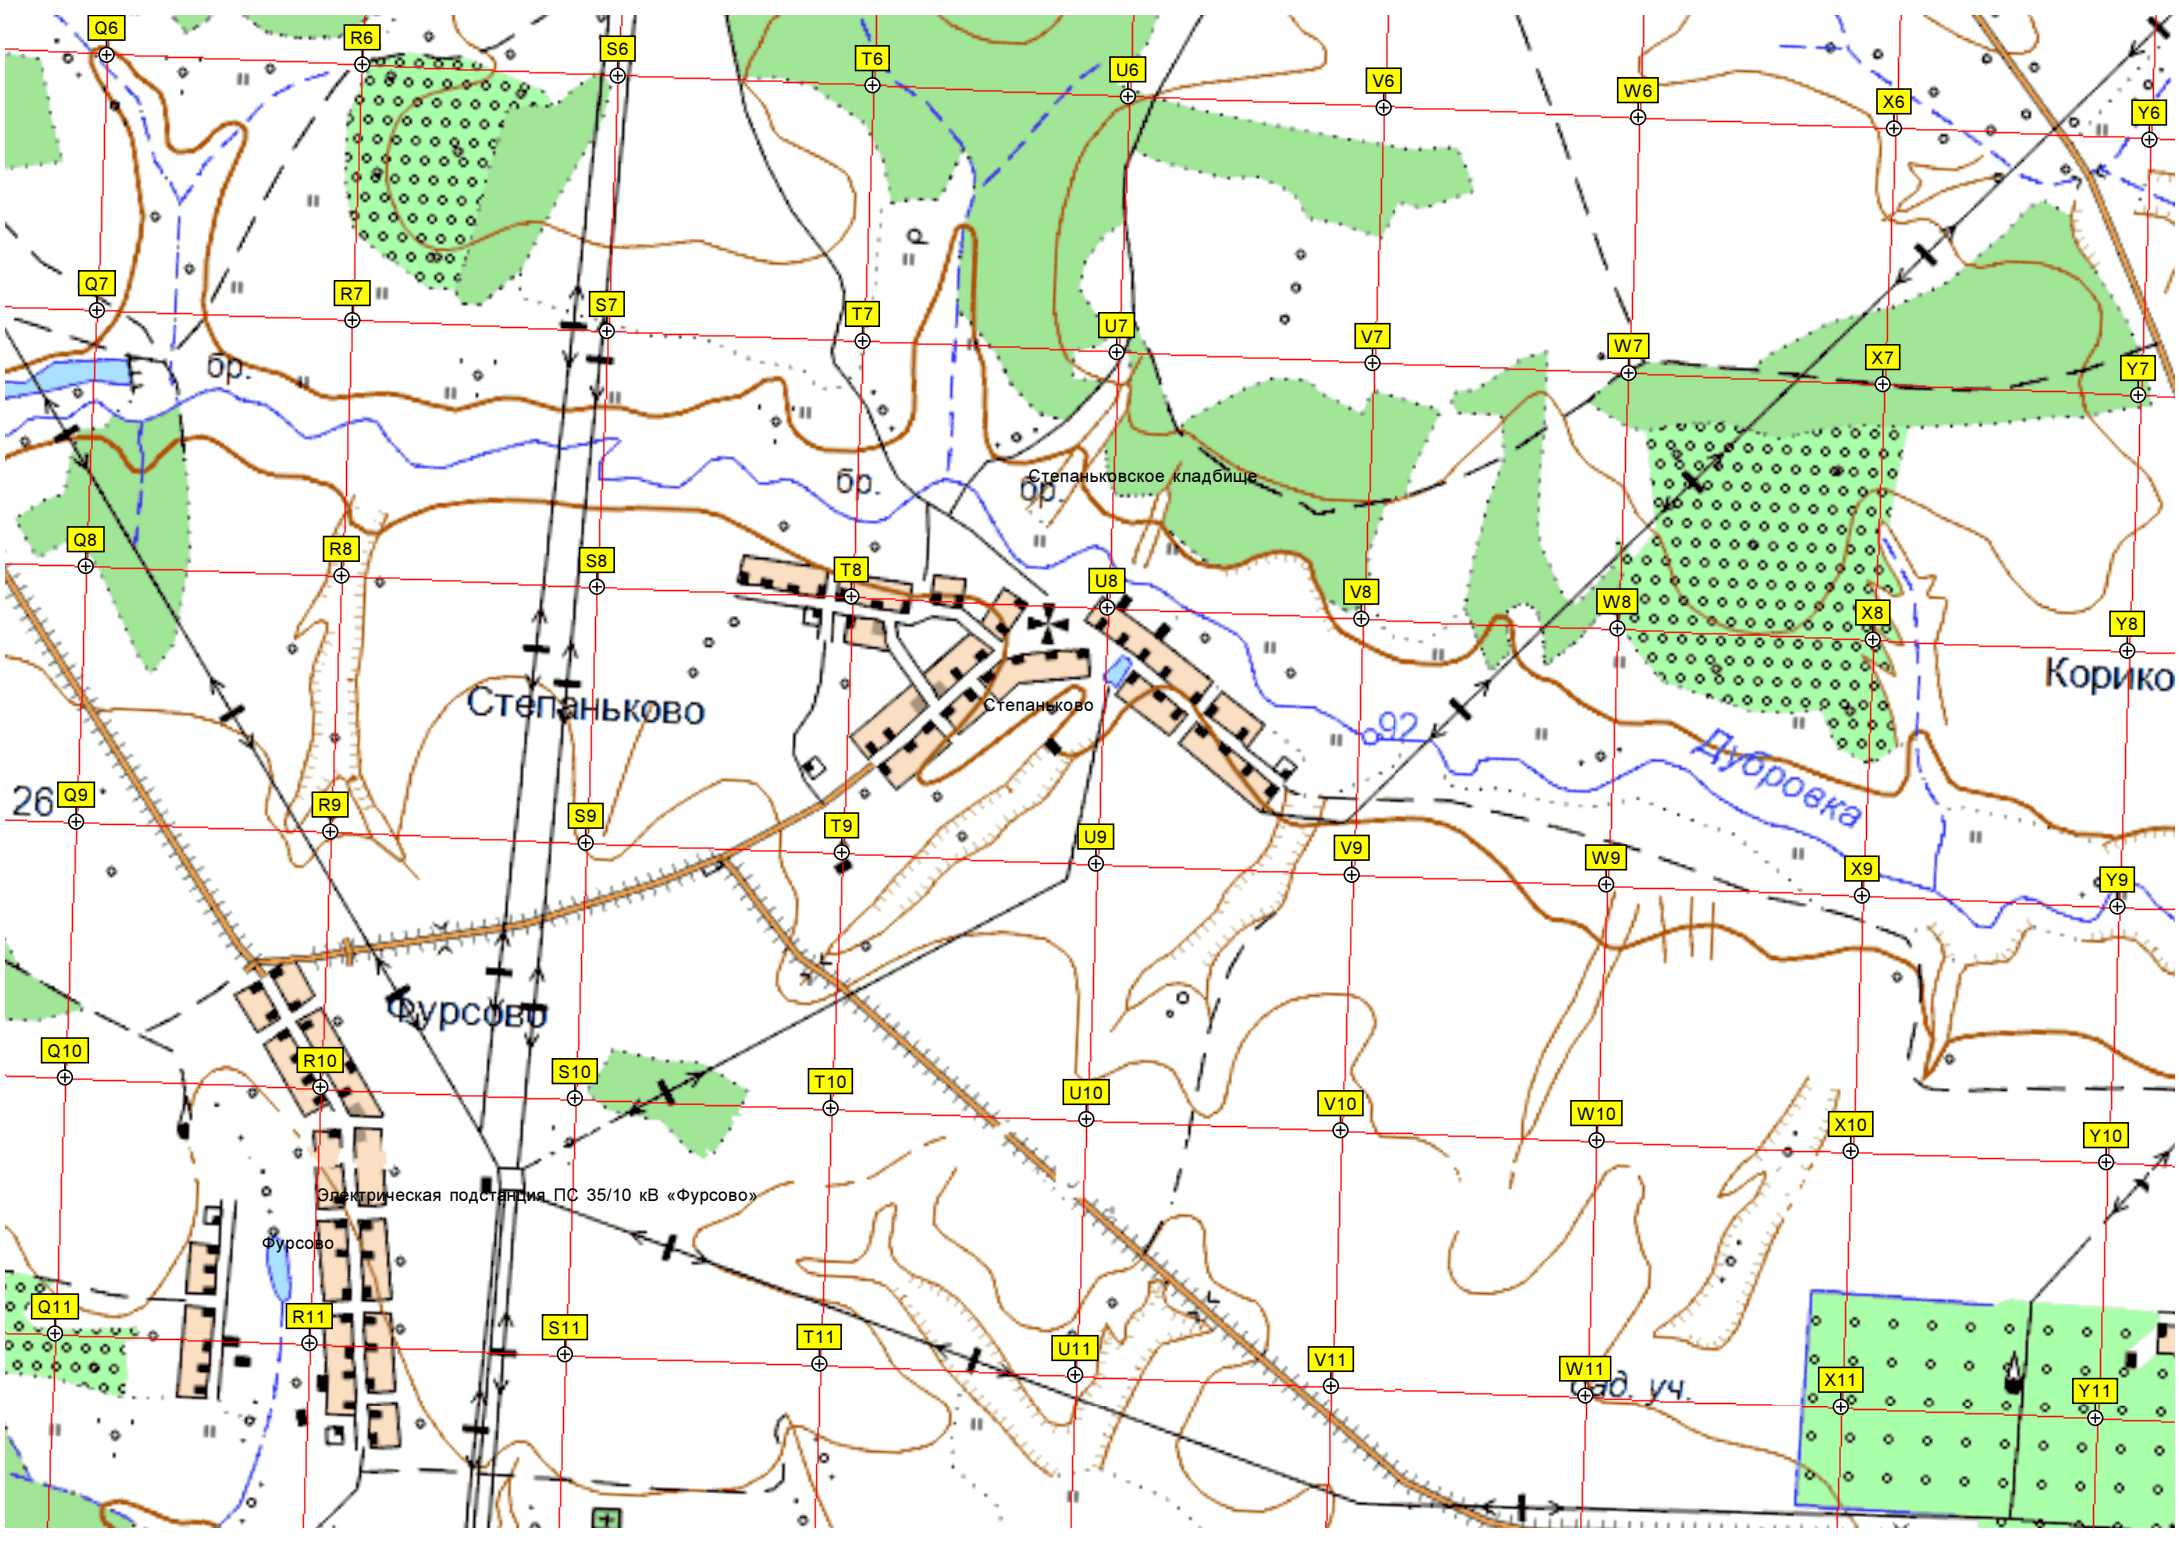 Q6 R6 S6 T6 U6 V6 W6 X6 Y6
р
Q7 R7 S7 T7 U7 V7 W7 X7 Y7
бр.
бр.
бр.
Степаньковское кладбище
Q8 R8 S8 T8 U8 V8 W8 X8 Y8
Корико
Степаньково
Степаньково
92
Дубровка
26
Q9 R9 S9 T9 U9 V9 W9 X9 Y9
Фурсово
Q10 R10 S10 T10 U10 V10 W10 X10 Y10
Электрическая подстанция ПС 35/10 кВ «Фурсово»
Фурсово
Q11 R11 S11 T11 U11 V11 W11 X11 Y11
Сад. уч.